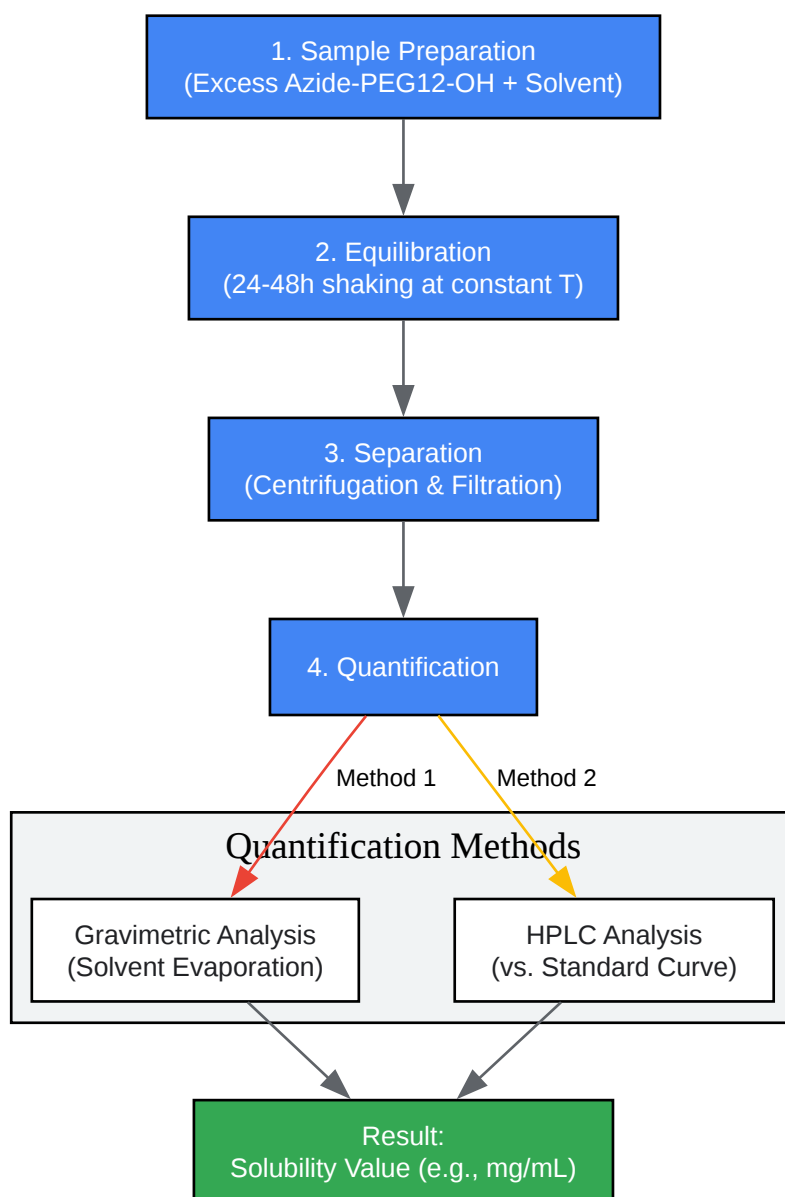 1. Sample Preparation
(Excess Azide-PEG12-OH + Solvent)
2. Equilibration
(24-48h shaking at constant T)
3. Separation
(Centrifugation & Filtration)
4. Quantification
Method 1
Method 2
Quantification Methods
Gravimetric Analysis
(Solvent Evaporation)
HPLC Analysis
(vs. Standard Curve)
Result:
Solubility Value (e.g., mg/mL)